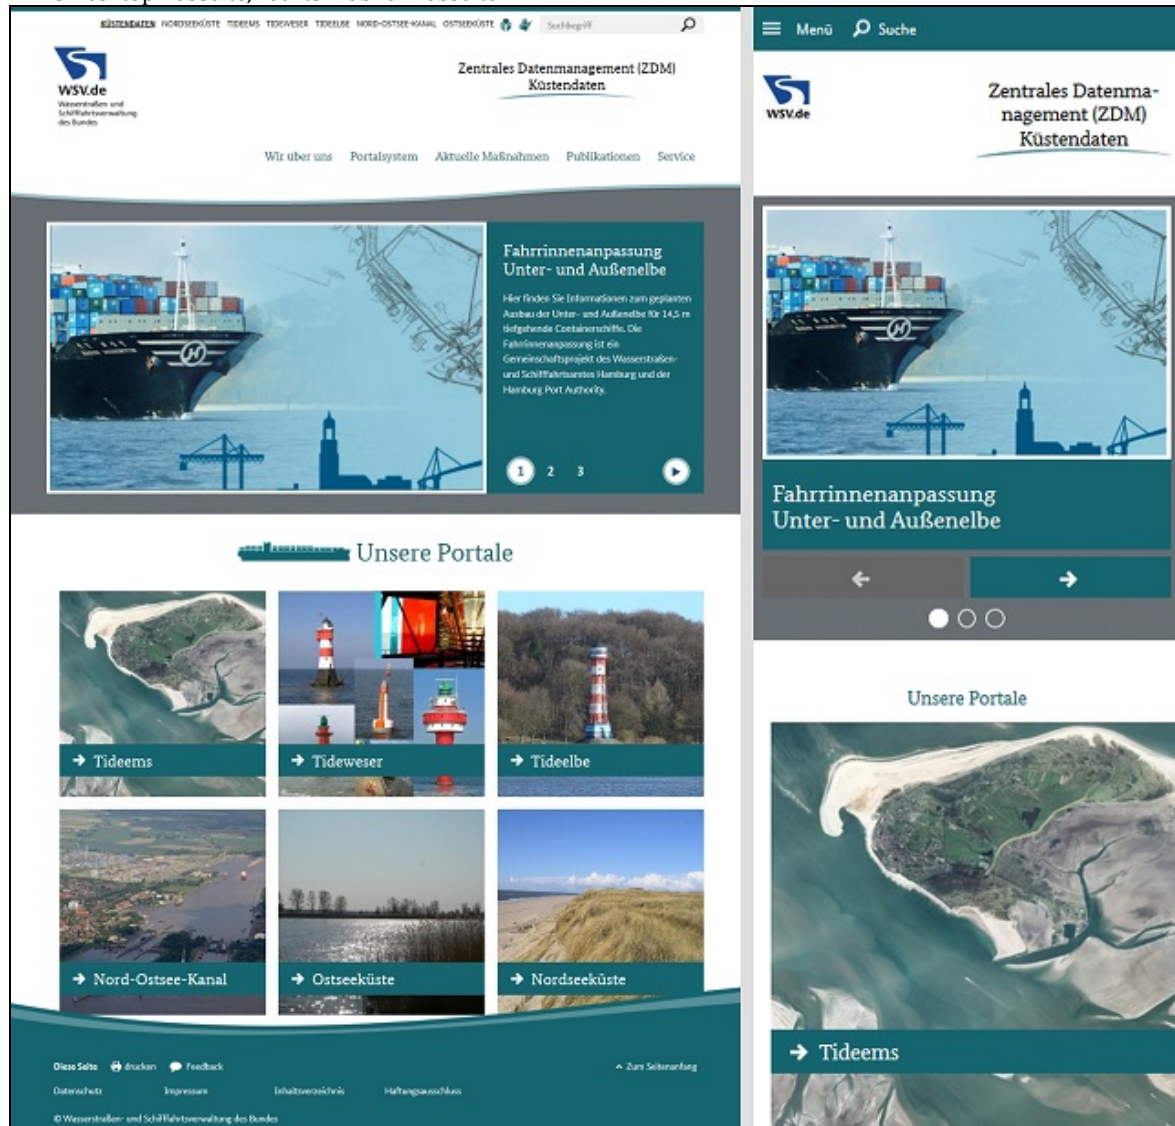 KÜSTENDATEN NORDSEEKÜSTE TIDEEMS TIDEWESER TIDEELBE NORD-OSTSEE-KANAL OSTSEEKÜSTE Suchbegriff
WSV.de
Wasserstraßen- und
Schifffahrtsverwaltung
des Bundes
Zentrales Datenmanagement (ZDM)
Küstendaten
Wir über uns Portalsystem Aktuelle Maßnahmen Publikationen Service
Fahrrinnenanpassung
Unter- und Außenelbe
Hier finden Sie Informationen zum geplanten
Ausbau der Unter- und Außenelbe für 14,5 m
tiefgehende Containerschiffe. Die
Fahrrinnenanpassung ist ein
Gemeinschaftsprojekt des Wasserstraßen-
und Schifffahrtsamtes Hamburg und der
Hamburg Port Authority.
1 2 3
Unsere Portale
Tideems
Tideweser
Tideelbe
Nord-Ostsee-Kanal
Ostseeküste
Nordseeküste
Diese Seite drucken Feedback
Zum Seitenanfang
Datenschutz Impressum Inhaltsverzeichnis Haftungsausschluss
© Wasserstraßen- und Schifffahrtsverwaltung des Bundes
Menü Suche
WSV.de
Zentrales Datenma-
nagement (ZDM)
Küstendaten
Fahrrinnenanpassung
Unter- und Außenelbe
Unsere Portale
Tideems